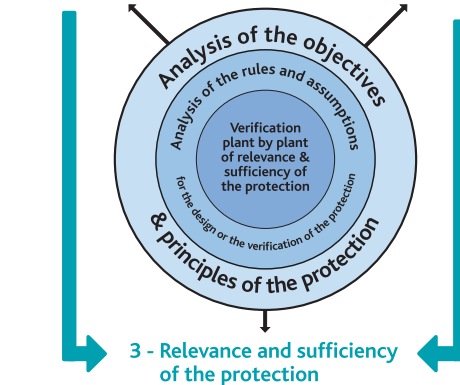 Analysis of the objectives
Analysis of the rules and assumptions
Verification
plant by plant
of relevance &
sufficiency of
the protection
for the design or the verification of the protection
& principles of the protection
3 - Relevance and sufficiency
of the protection